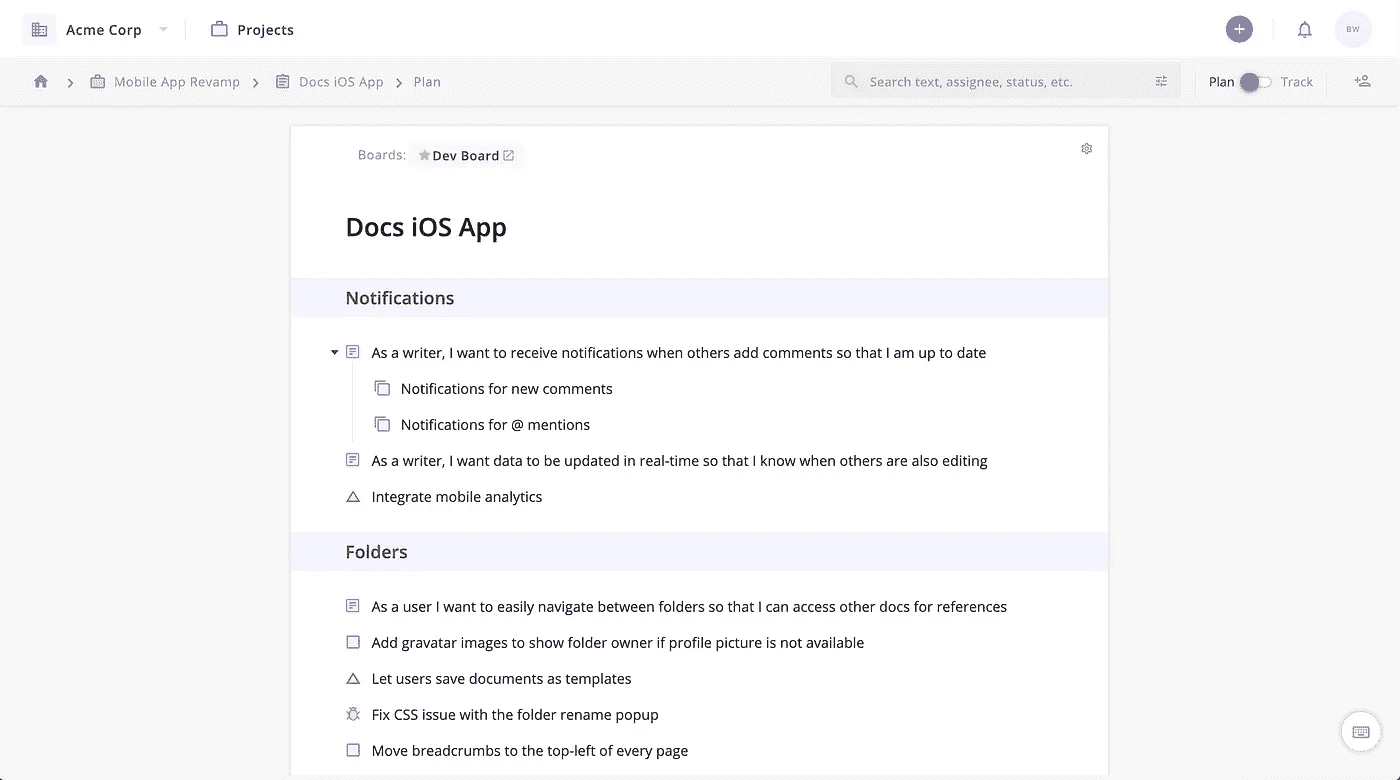 Acme Corp
Projects
BW
Mobile App Revamp
Docs iOS App
Plan
Search text, assignee, status, etc.
Plan
Track
Boards:
Dev Board
Docs iOS App
Notifications
As a writer, I want to receive notifications when others add comments so that I am up to date
Notifications for new comments
Notifications for @ mentions
As a writer, I want data to be updated in real-time so that I know when others are also editing
Integrate mobile analytics
Folders
As a user I want to easily navigate between folders so that I can access other docs for references
Add gravatar images to show folder owner if profile picture is not available
Let users save documents as templates
Fix CSS issue with the folder rename popup
Move breadcrumbs to the top-left of every page